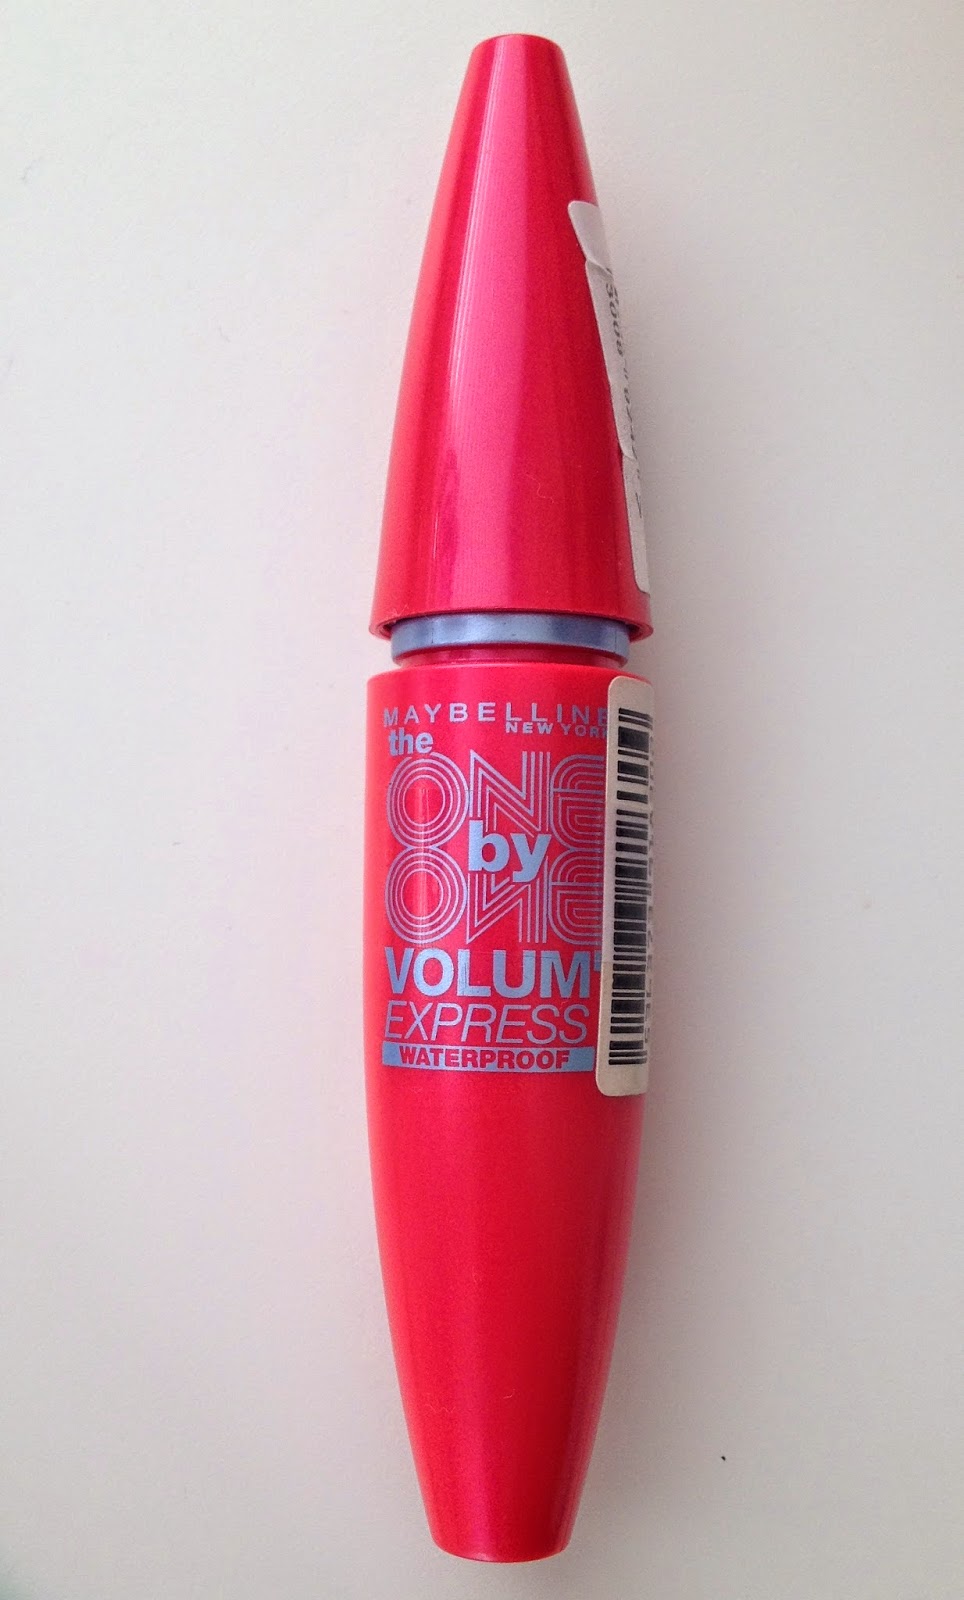 MAYBELLINE
NEW YORK
the
ONE
by
ONE
VOLUM'
EXPRESS
WATERPROOF